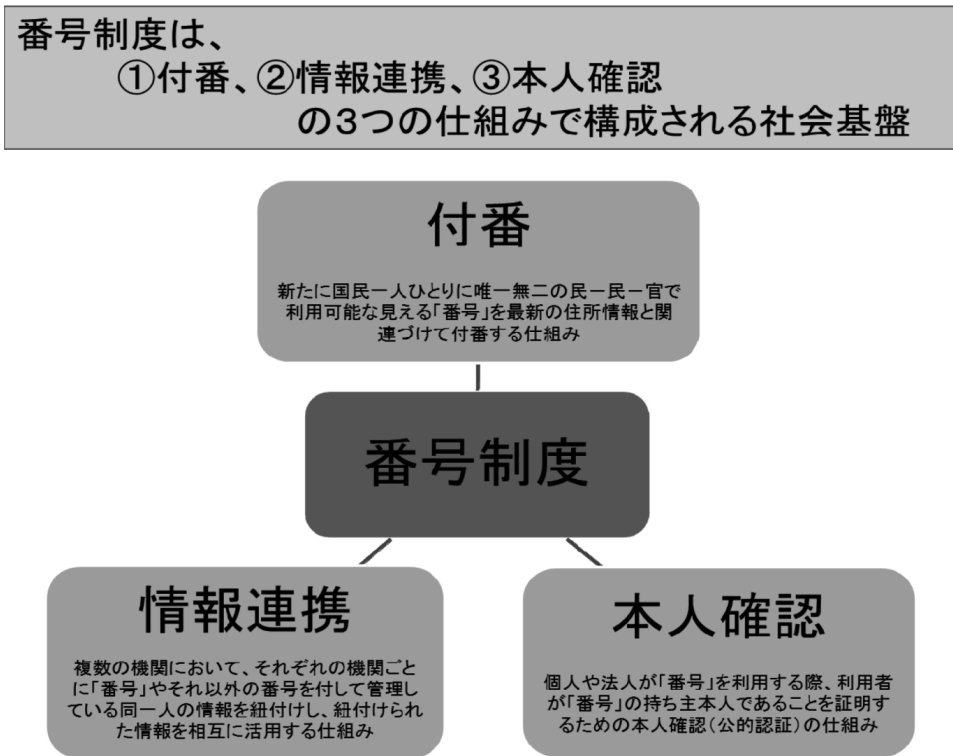 番号制度は、
①付番、②情報連携、③本人確認
の3つの仕組みで構成される社会基盤
付番
新たに国民一人ひとりに唯一無二の民－民－官で
利用可能な見える「番号」を最新の住所情報と関
連づけて付番する仕組み
番号制度
情報連携
複数の機関において、それぞれの機関ごと
に「番号」やそれ以外の番号を付して管理し
ている同一人の情報を紐付けし、紐付けられ
た情報を相互に活用する仕組み
本人確認
個人や法人が「番号」を利用する際、利用者
が「番号」の持ち主本人であることを証明す
るための本人確認（公的認証）の仕組み